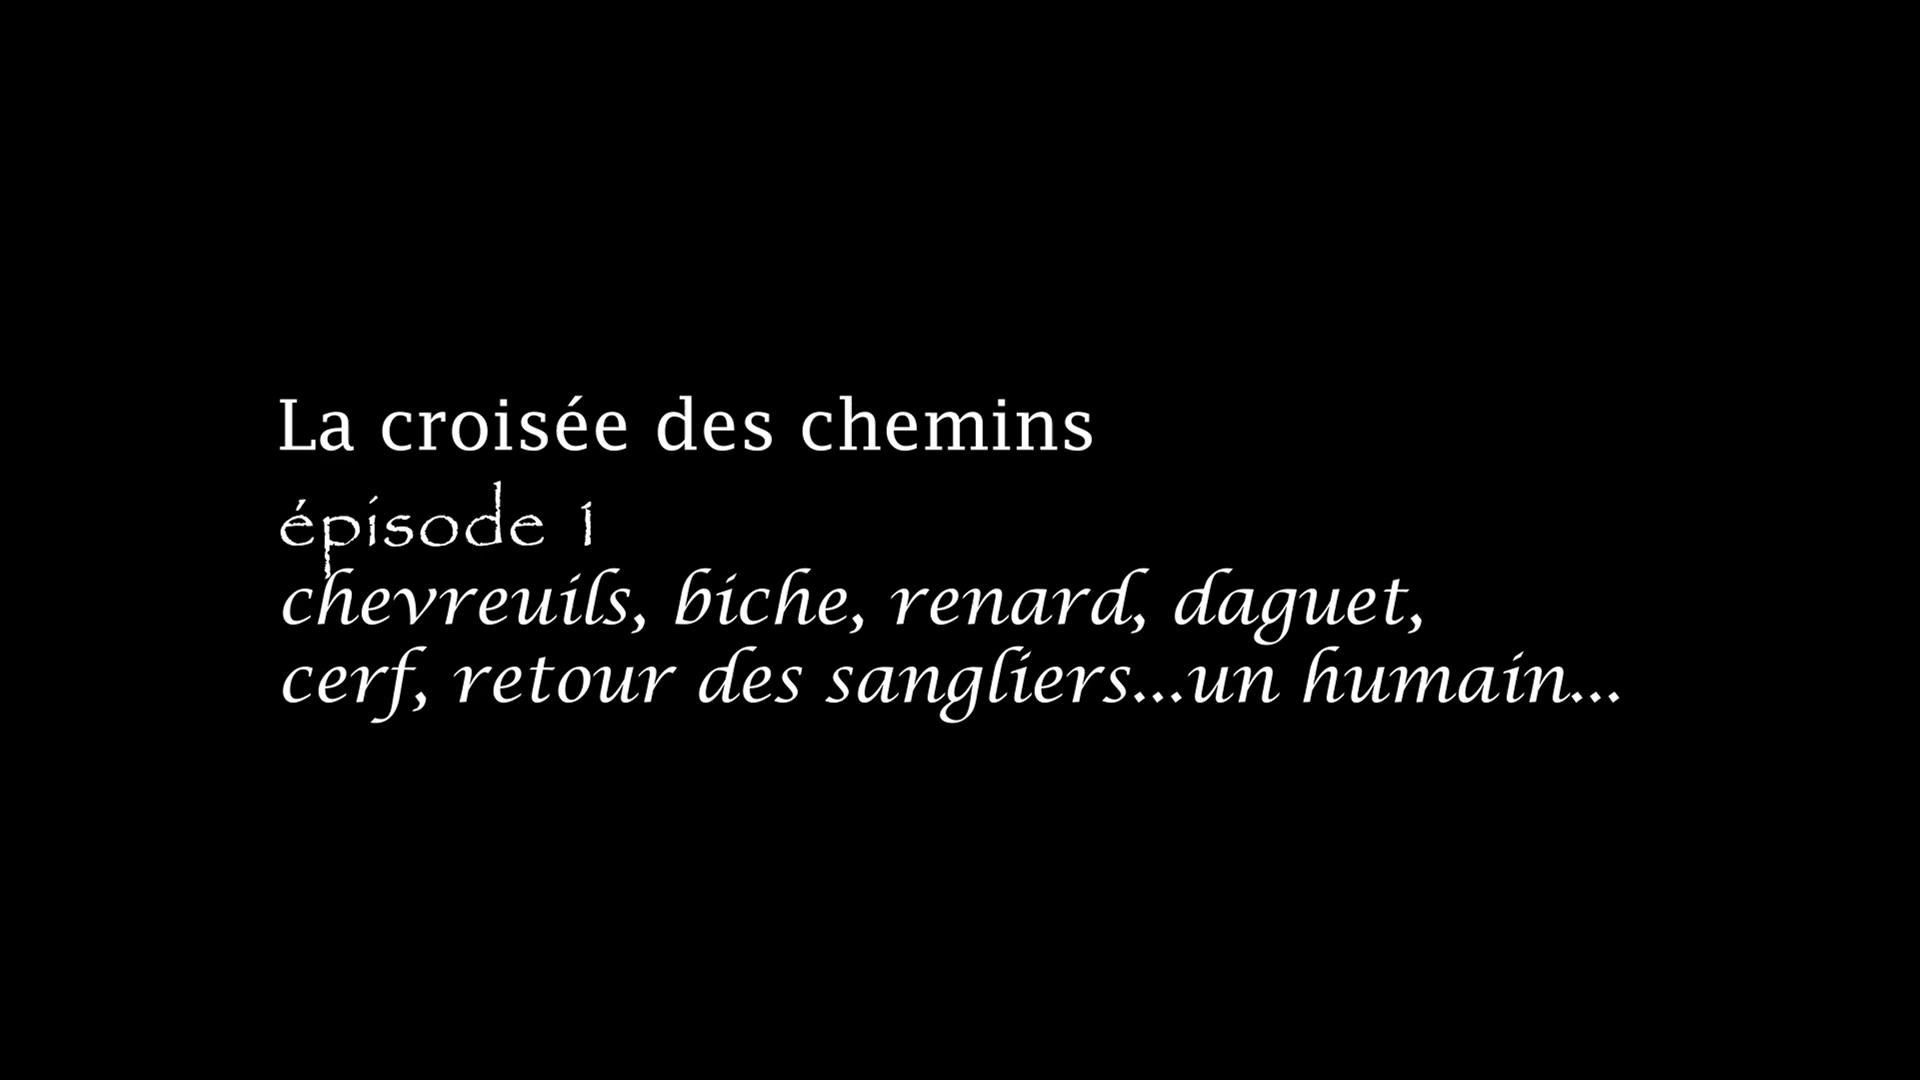 La croisée des chemins
épisode 1
chevreuils, biche, renard, daguet,
cerf, retour des sangliers...un humain...